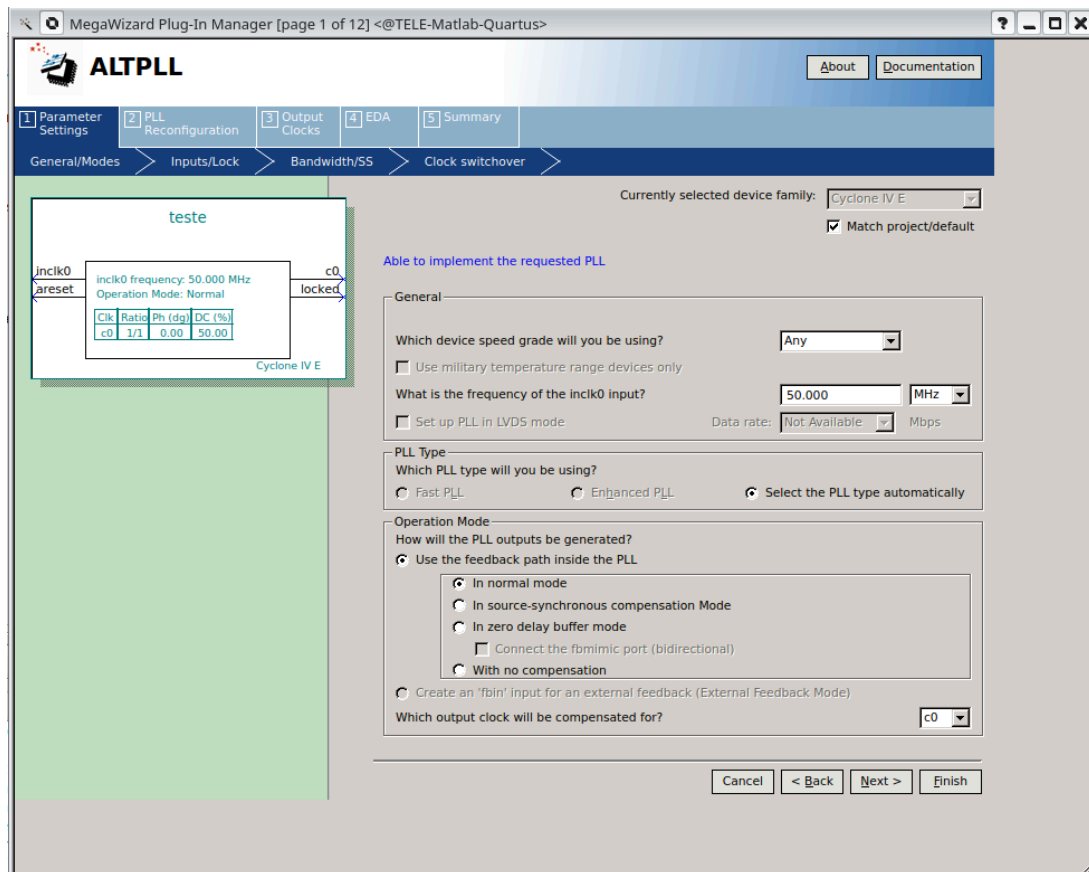 MegaWizard Plug-In Manager [page 1 of 12] <@TELE-Matlab-Quartus>
ALTPLL
About
Documentation
1 Parameter Settings
2 PLL Reconfiguration
3 Output Clocks
4 EDA
5 Summary
General/Modes
Inputs/Lock
Bandwidth/SS
Clock switchover
teste
inclk0
areset
inclk0 frequency: 50.000 MHz
Operation Mode: Normal
Clk Ratio Ph (dg) DC (%)
c0 1/1 0.00 50.00
c0
locked
Cyclone IV E
Currently selected device family: Cyclone IV E
Match project/default
Able to implement the requested PLL
General
Which device speed grade will you be using? Any
Use military temperature range devices only
What is the frequency of the inclk0 input? 50.000 MHz
Set up PLL in LVDS mode Data rate: Not Available Mbps
PLL Type
Which PLL type will you be using?
Fast PLL Enhanced PLL Select the PLL type automatically
Operation Mode
How will the PLL outputs be generated?
Use the feedback path inside the PLL
In normal mode
In source-synchronous compensation Mode
In zero delay buffer mode
Connect the fbmimic port (bidirectional)
With no compensation
Create an 'fbin' input for an external feedback (External Feedback Mode)
Which output clock will be compensated for? c0
Cancel < Back Next > Finish